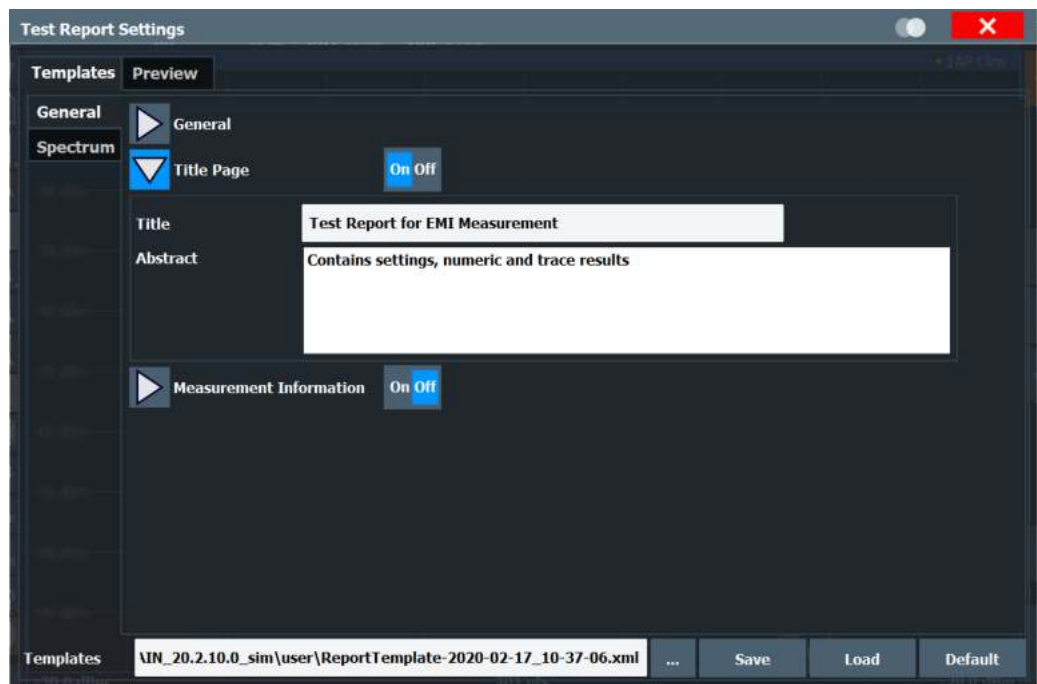 Test Report Settings
Templates Preview
General
Spectrum
General
Title Page On Off
Title Test Report for EMI Measurement
Abstract Contains settings, numeric and trace results
Measurement Information On Off
Templates \IN_20.2.10.0_sim\user\ReportTemplate-2020-02-17_10-37-06.xml ... Save Load Default